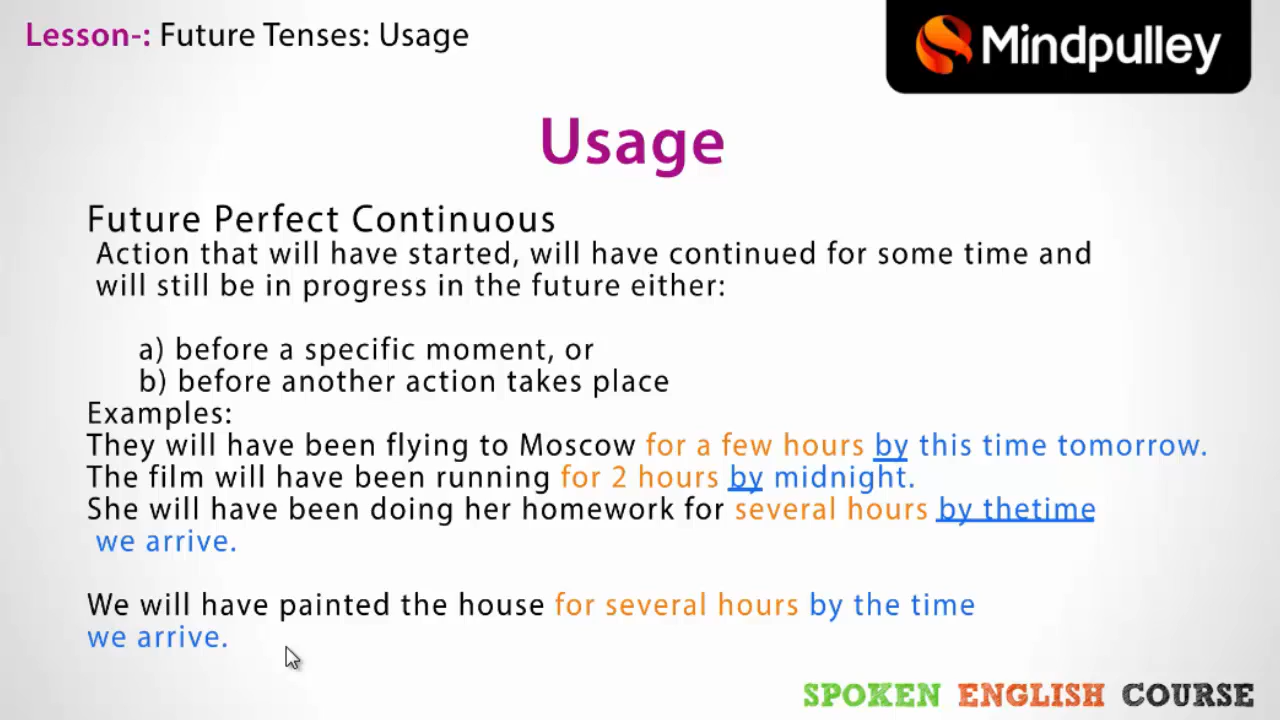 Lesson-: Future Tenses: Usage
Mindpulley
Usage
Future Perfect Continuous
Action that will have started, will have continued for some time and
will still be in progress in the future either:
a) before a specific moment, or
b) before another action takes place
Examples:
They will have been flying to Moscow for a few hours by this time tomorrow.
The film will have been running for 2 hours by midnight.
She will have been doing her homework for several hours by thetime
we arrive.
We will have painted the house for several hours by the time
we arrive.
SPOKEN ENGLISH COURSE